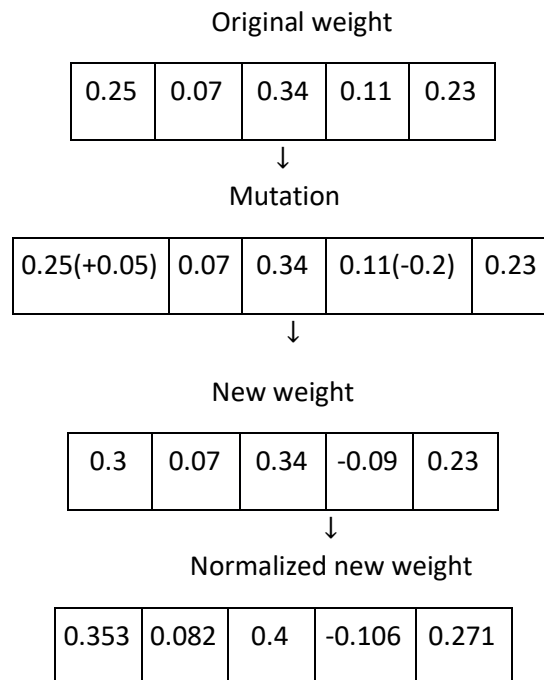 Original weight
0.25 0.07 0.34 0.11 0.23
↓
Mutation
0.25(+0.05) 0.07 0.34 0.11(-0.2) 0.23
↓
New weight
0.3 0.07 0.34 -0.09 0.23
↓
Normalized new weight
0.353 0.082 0.4 -0.106 0.271